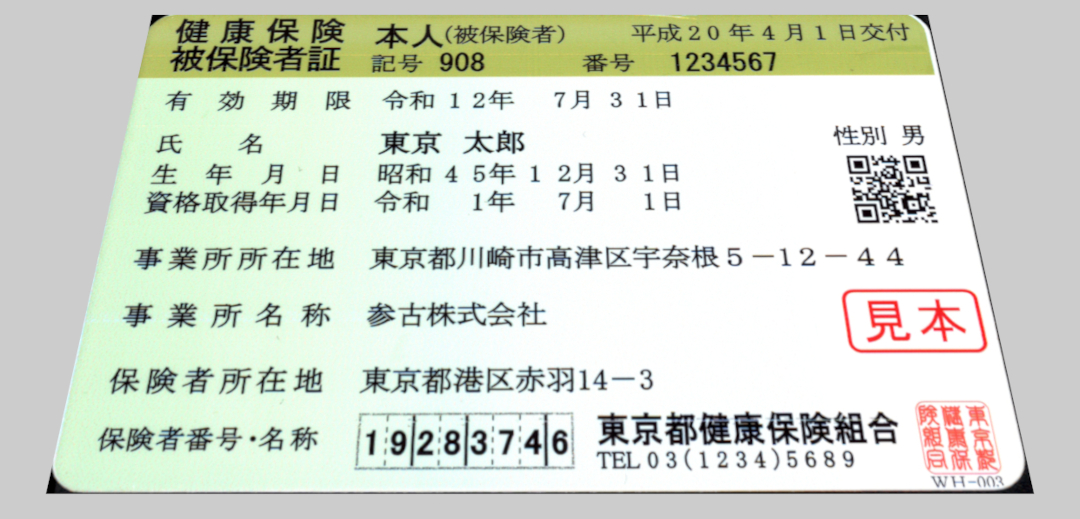 健康保険 本人(被保険者) 平成20年4月1日交付
被保険者証 記号 908 番号 1234567
有効期限 令和12年 7月31日
氏名 東京 太郎 性別 男
生年月日 昭和45年12月31日
資格取得年月日 令和 1年 7月 1日
事業所所在地 東京都川崎市高津区宇奈根5-12-44
事業所名称 参古株式会社
見本
保険者所在地 東京都港区赤羽14-3
保険者番号・名称 19283746 東京都健康保険組合
TEL03(1234)5689
東京都健康保険組合
WH-003